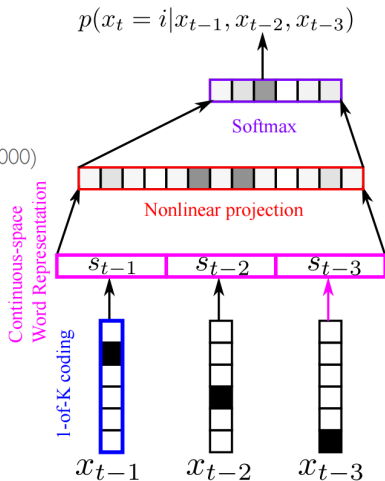 p(x_t = i|x_{t-1}, x_{t-2}, x_{t-3})
Softmax
000)
Nonlinear projection
Continuous-space
Word Representation
s_{t-1} s_{t-2} s_{t-3}
1-of-K coding
x_{t-1} x_{t-2} x_{t-3}